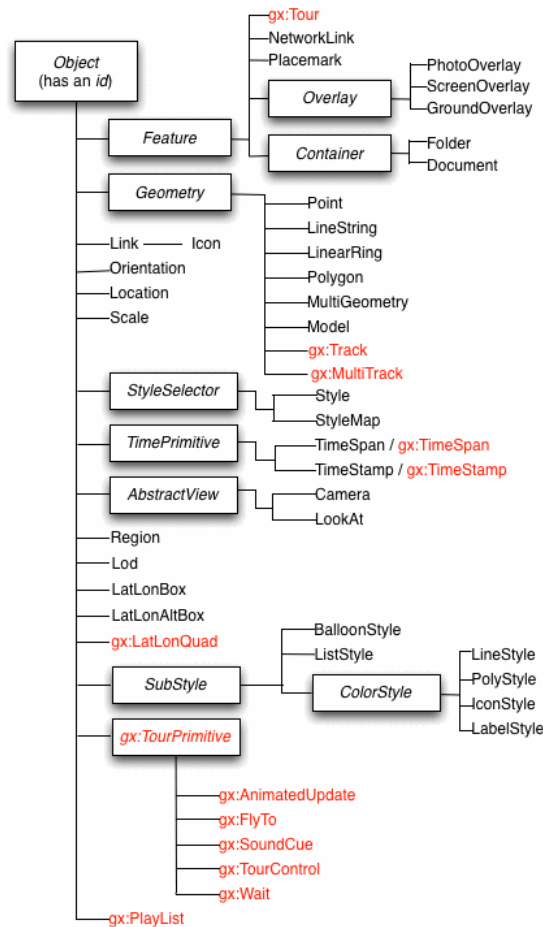 gx:Tour
Object
(has an id)
NetworkLink
Placemark
Overlay
PhotoOverlay
ScreenOverlay
GroundOverlay
Feature
Container
Folder
Document
Geometry
Point
LineString
LinearRing
Polygon
MultiGeometry
Model
gx:Track
gx:MultiTrack
Link Icon
Orientation
Location
Scale
StyleSelector
Style
StyleMap
TimePrimitive
TimeSpan / gx:TimeSpan
TimeStamp / gx:TimeStamp
AbstractView
Camera
LookAt
Region
Lod
LatLonBox
LatLonAltBox
gx:LatLonQuad
SubStyle
BalloonStyle
ListStyle
ColorStyle
LineStyle
PolyStyle
IconStyle
LabelStyle
gx:TourPrimitive
gx:AnimatedUpdate
gx:FlyTo
gx:SoundCue
gx:TourControl
gx:Wait
gx:PlayList